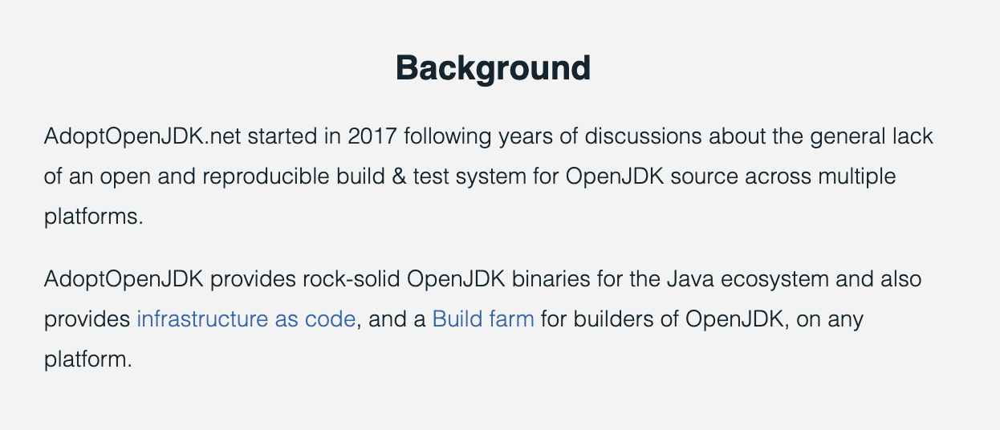 Background
AdoptOpenJDK.net started in 2017 following years of discussions about the general lack
of an open and reproducible build & test system for OpenJDK source across multiple
platforms.
AdoptOpenJDK provides rock-solid OpenJDK binaries for the Java ecosystem and also
provides infrastructure as code, and a Build farm for builders of OpenJDK, on any
platform.